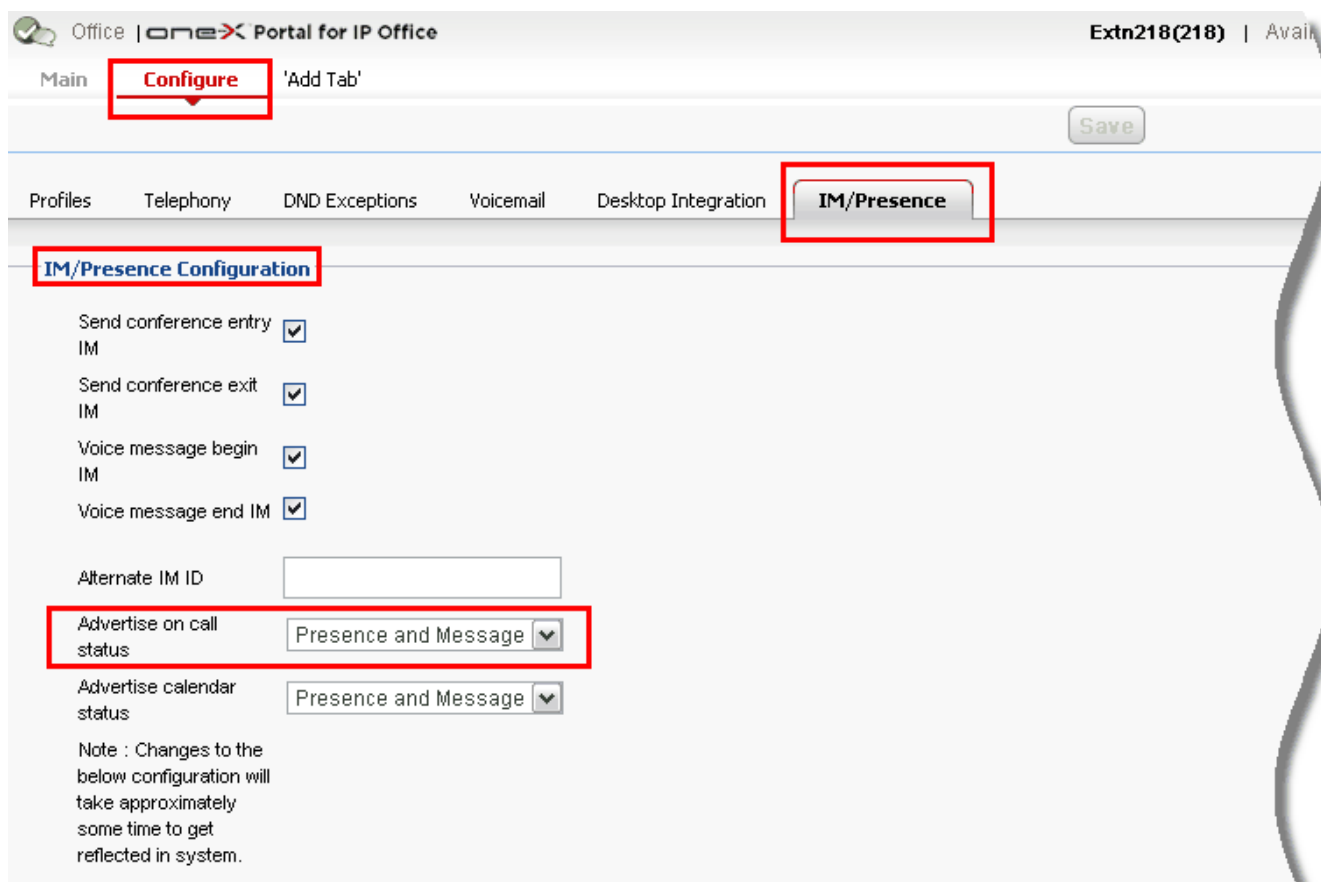 Office | one-X Portal for IP Office Extn218(218) | Avail
Main Configure 'Add Tab'
Save
Profiles Telephony DND Exceptions Voicemail Desktop Integration IM/Presence
IM/Presence Configuration
Send conference entry
IM
Send conference exit
IM
Voice message begin
IM
Voice message end IM
Alternate IM ID
Advertise on call
status
Presence and Message
Advertise calendar
status
Presence and Message
Note : Changes to the
below configuration will
take approximately
some time to get
reflected in system.